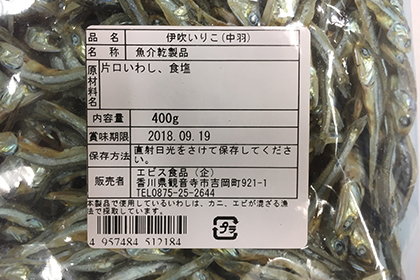 品名 伊吹いりこ(中羽)
名称 魚介乾製品
原材料名 片口いわし、食塩
内容量 400g
賞味期限 2018.09.19
保存方法 直射日光をさけて保存してください。
販売者 エビス食品(企)
香川県観音寺市吉岡町921-1
TEL0875-25-2644
本製品で使用しているいわしは、カニ、エビが混ざる漁
法で採取しています。
4 957484 512184
プラ